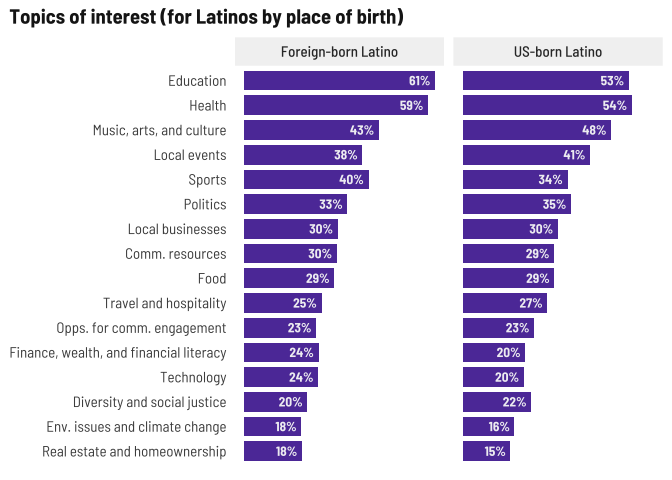 Topics of interest (for Latinos by place of birth)
Foreign-born Latino US-born Latino
Education 61% 53%
Health 59% 54%
Music, arts, and culture 43% 48%
Local events 38% 41%
Sports 40% 34%
Politics 33% 35%
Local businesses 30% 30%
Comm. resources 30% 29%
Food 29% 29%
Travel and hospitality 25% 27%
Opps. for comm. engagement 23% 23%
Finance, wealth, and financial literacy 24% 20%
Technology 24% 20%
Diversity and social justice 20% 22%
Env. issues and climate change 18% 16%
Real estate and homeownership 18% 15%